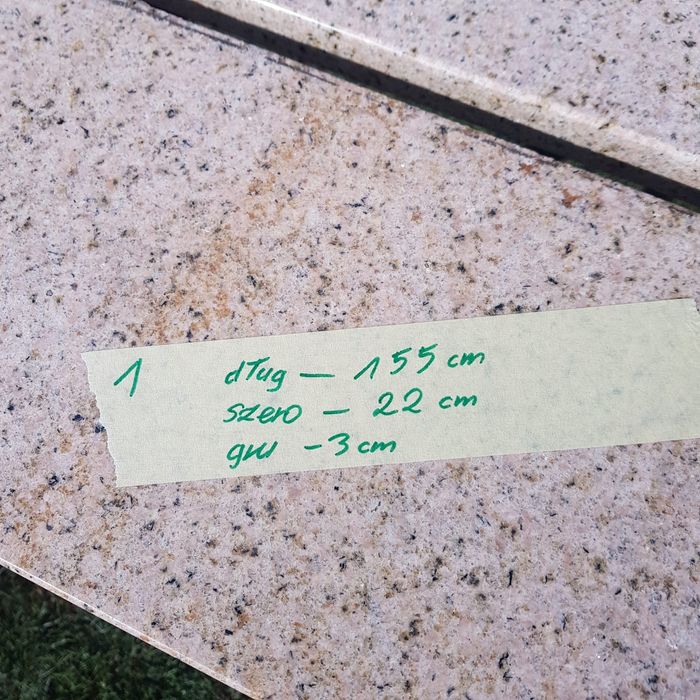 1 dług — 155 cm
szero — 22 cm
gru - 3 cm